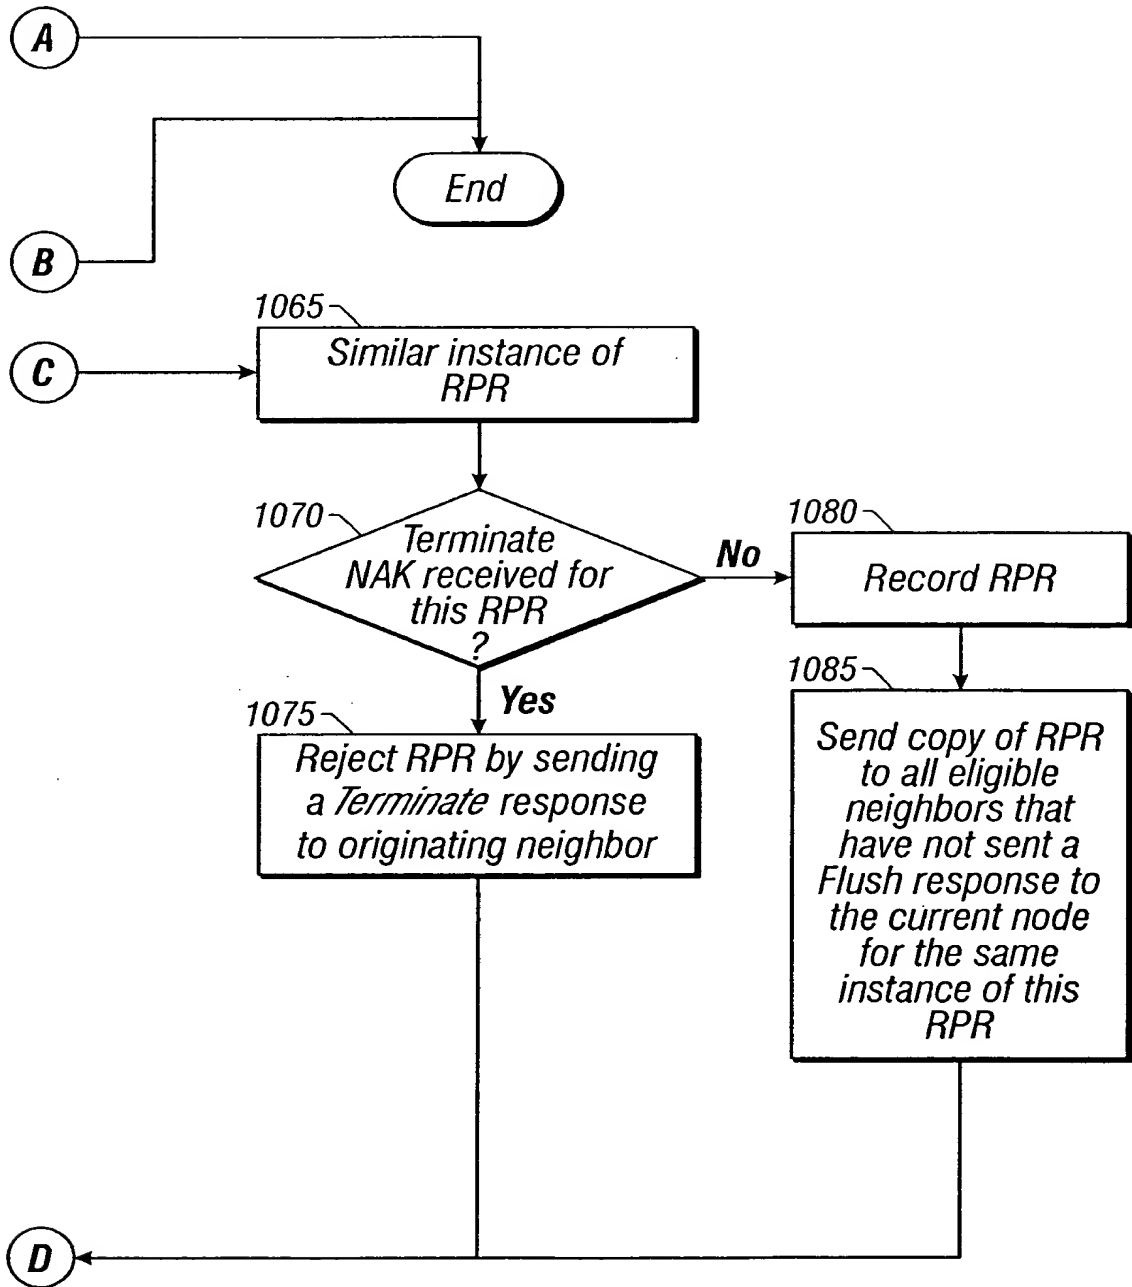 A
End
B
1065
C
Similar instance of
RPR
1070
Terminate
NAK received for
this RPR
?
No
1080
Record RPR
Yes
1075
Reject RPR by sending
a Terminate response
to originating neighbor
1085
Send copy of RPR
to all eligible
neighbors that
have not sent a
Flush response to
the current node
for the same
instance of this
RPR
D